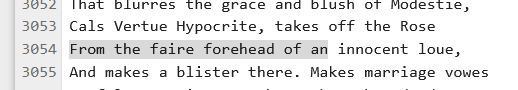 3052 That blurres the grace and blush of Modestie,
3053 Cals Vertue Hypocrite, takes off the Rose
3054 From the faire forehead of an innocent loue,
3055 And makes a blister there. Makes marriage vowes